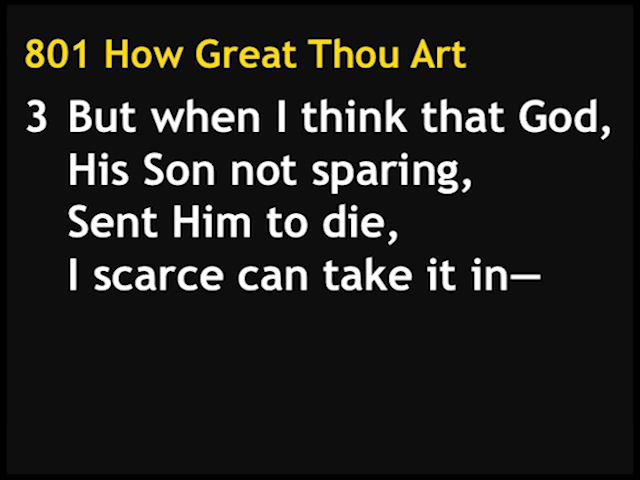 801 How Great Thou Art
3 But when I think that God,
His Son not sparing,
Sent Him to die,
I scarce can take it in—